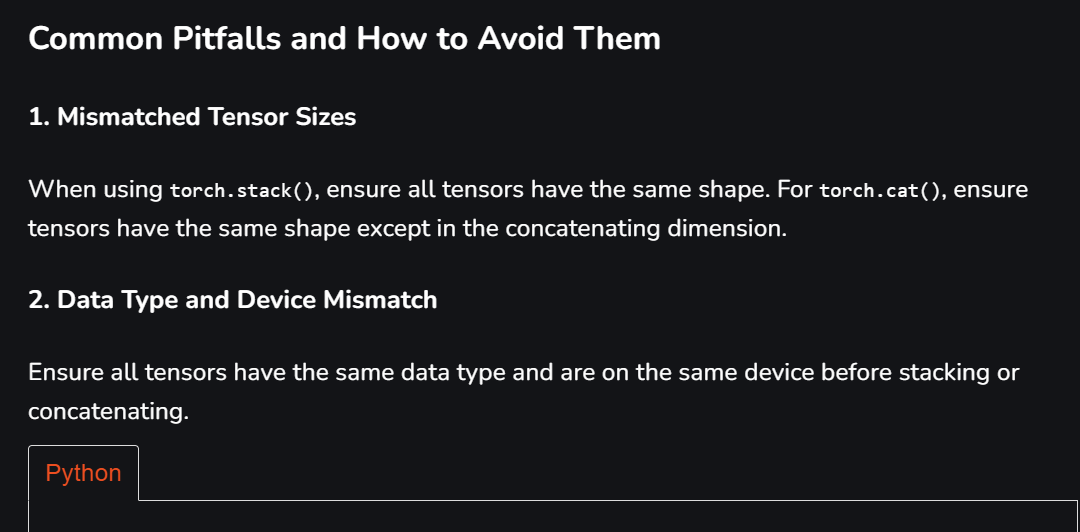 Common Pitfalls and How to Avoid Them
1. Mismatched Tensor Sizes
When using torch.stack(), ensure all tensors have the same shape. For torch.cat(), ensure
tensors have the same shape except in the concatenating dimension.
2. Data Type and Device Mismatch
Ensure all tensors have the same data type and are on the same device before stacking or
concatenating.
Python